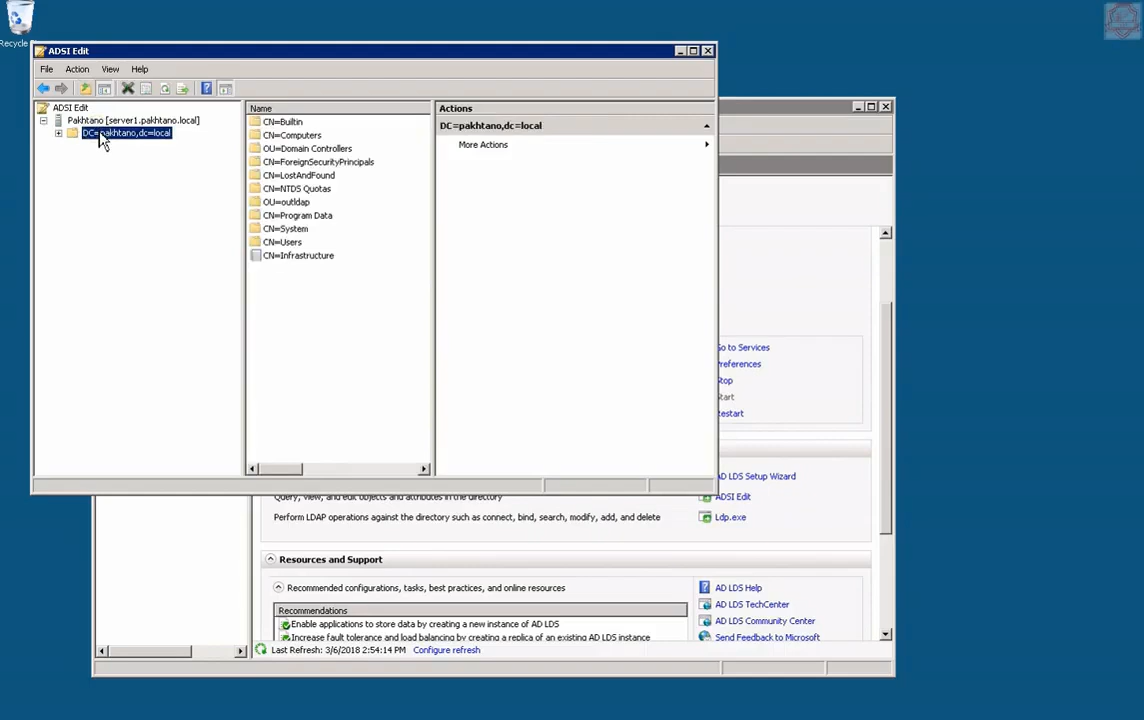 Recycle
ADSI Edit
File Action View Help
ADSI Edit
Pakhtano [server1.pakhtano.local]
DC=pakhtano,dc=local
Name
CN=Builtin
CN=Computers
OU=Domain Controllers
CN=ForeignSecurityPrincipals
CN=LostAndFound
CN=NTDS Quotas
OU=outldap
CN=Program Data
CN=System
CN=Users
CN=Infrastructure
Actions
DC=pakhtano,dc=local
More Actions
Go to Services
Preferences
Stop
Start
Restart
AD LDS Setup Wizard
Query, view, and edit objects and attributes in the directory
ADSI Edit
Perform LDAP operations against the directory such as connect, bind, search, modify, add, and delete
Ldp.exe
Resources and Support
Recommended configurations, tasks, best practices, and online resources
Recommendations
Enable applications to store data by creating a new instance of AD LDS
Increase fault tolerance and load balancing by creating a replica of an existing AD LDS instance
AD LDS Help
AD LDS TechCenter
AD LDS Community Center
Send Feedback to Microsoft
Last Refresh: 3/6/2018 2:54:14 PM Configure refresh